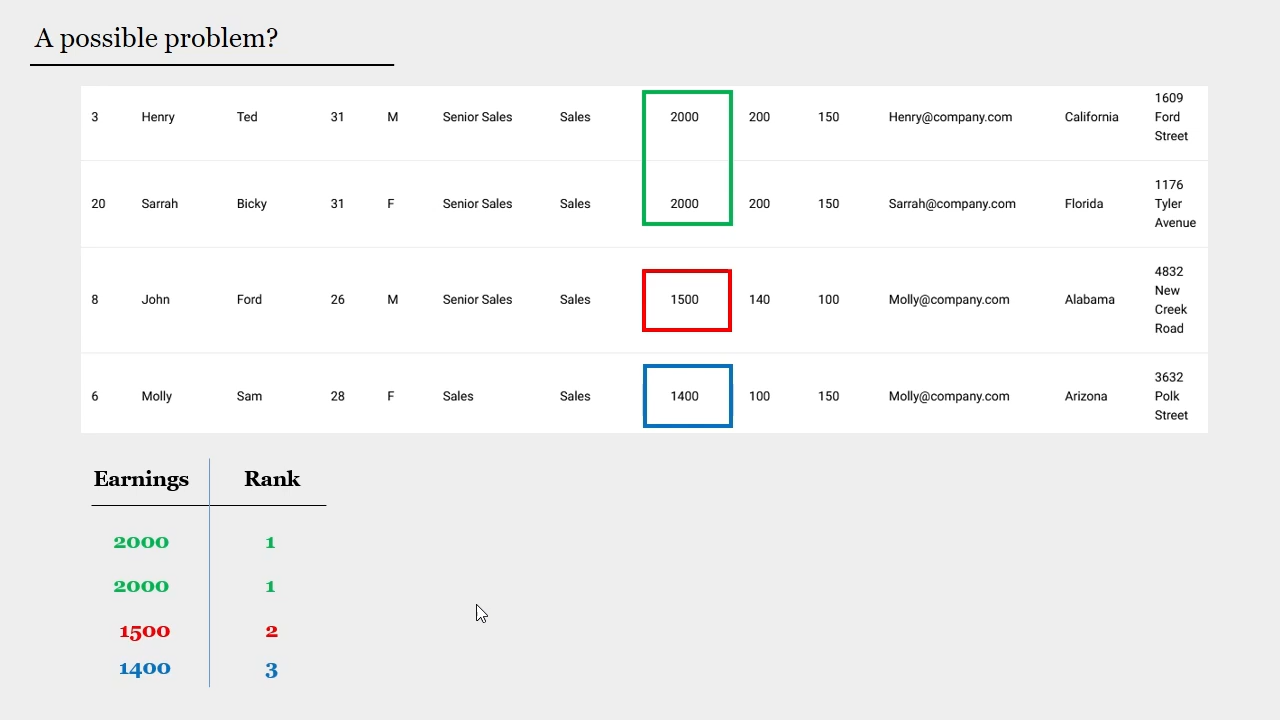 A possible problem?
3 Henry Ted 31 M Senior Sales Sales 2000 200 150 Henry@company.com California 1609 Ford Street
20 Sarrah Bicky 31 F Senior Sales Sales 2000 200 150 Sarrah@company.com Florida 1176 Tyler Avenue
8 John Ford 26 M Senior Sales Sales 1500 140 100 Molly@company.com Alabama 4832 New Creek Road
6 Molly Sam 28 F Sales Sales 1400 100 150 Molly@company.com Arizona 3632 Polk Street
Earnings Rank
2000 1
2000 1
1500 2
1400 3